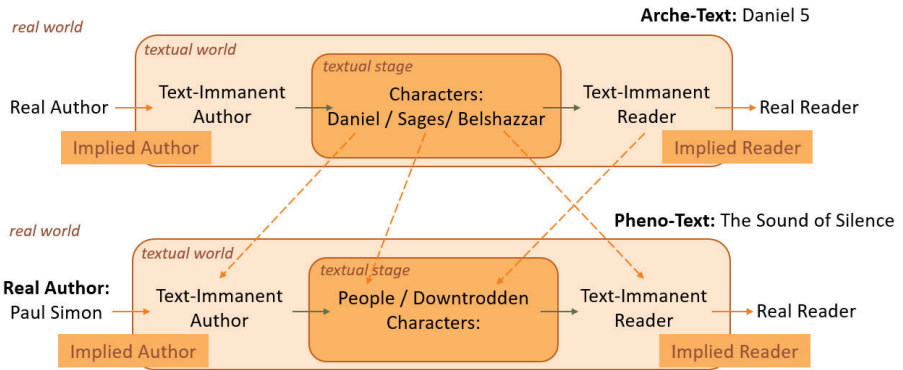 Arche-Text: Daniel 5
real world
textual world
textual stage
Real Author
Text-Immanent
Author
Characters:
Daniel / Sages/ Belshazzar
Text-Immanent
Reader
Real Reader
Implied Author
Implied Reader
Pheno-Text: The Sound of Silence
real world
textual world
textual stage
Real Author:
Paul Simon
Text-Immanent
Author
People / Downtrodden
Characters:
Text-Immanent
Reader
Real Reader
Implied Author
Implied Reader